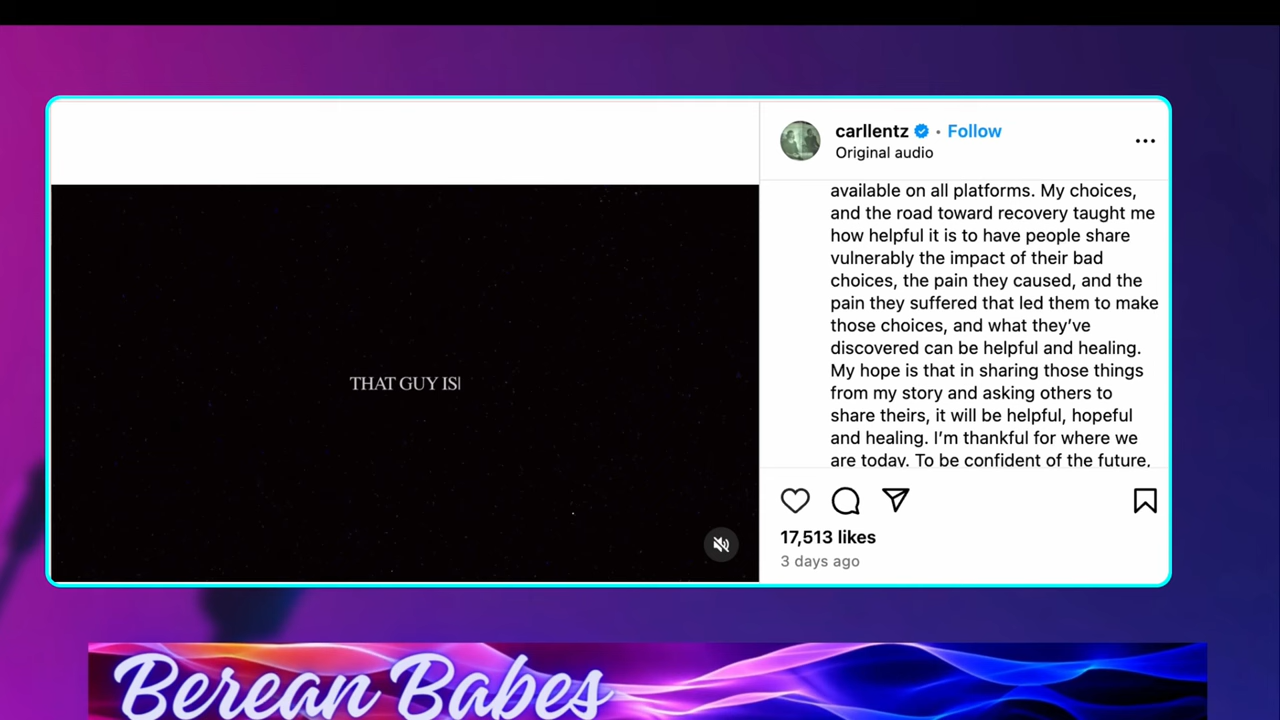 carllentz • Follow
Original audio
available on all platforms. My choices,
and the road toward recovery taught me
how helpful it is to have people share
vulnerably the impact of their bad
choices, the pain they caused, and the
pain they suffered that led them to make
those choices, and what they’ve
discovered can be helpful and healing.
My hope is that in sharing those things
from my story and asking others to
share theirs, it will be helpful, hopeful
and healing. I’m thankful for where we
are today. To be confident of the future,
THAT GUY IS
17,513 likes
3 days ago
Berean Babes